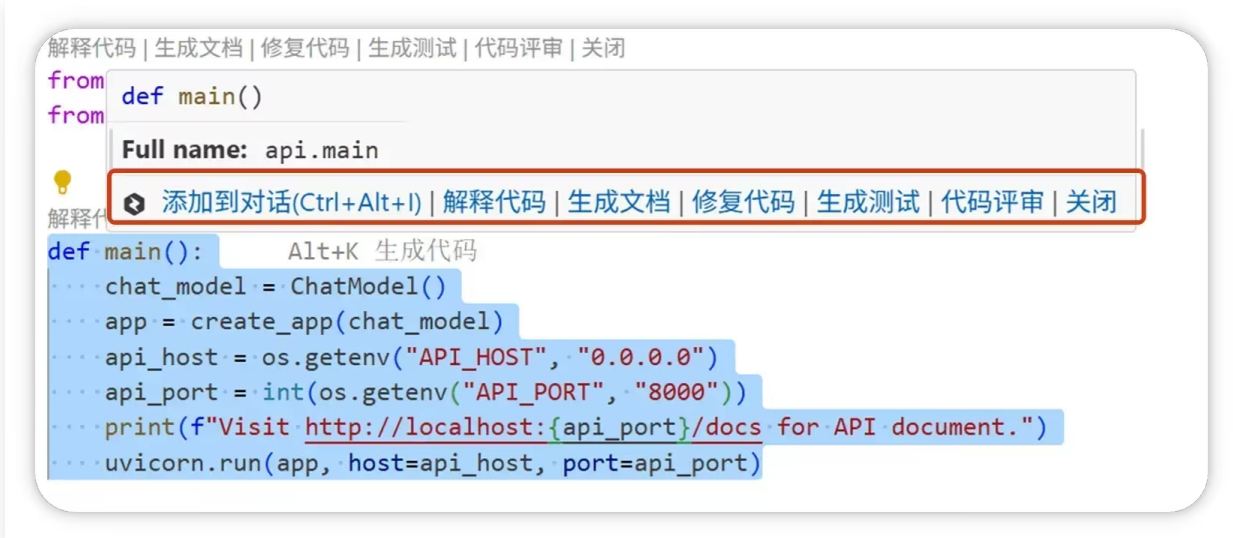 解释代码 | 生成文档 | 修复代码 | 生成测试 | 代码评审 | 关闭
from
from
def main()
Full name: api.main
添加到对话(Ctrl+Alt+I) | 解释代码 | 生成文档 | 修复代码 | 生成测试 | 代码评审 | 关闭
解释
def main(): Alt+K 生成代码
    chat_model = ChatModel()
    app = create_app(chat_model)
    api_host = os.getenv("API_HOST", "0.0.0.0")
    api_port = int(os.getenv("API_PORT", "8000"))
    print(f"Visit http://localhost:{api_port}/docs for API document.")
    uvicorn.run(app, host=api_host, port=api_port)